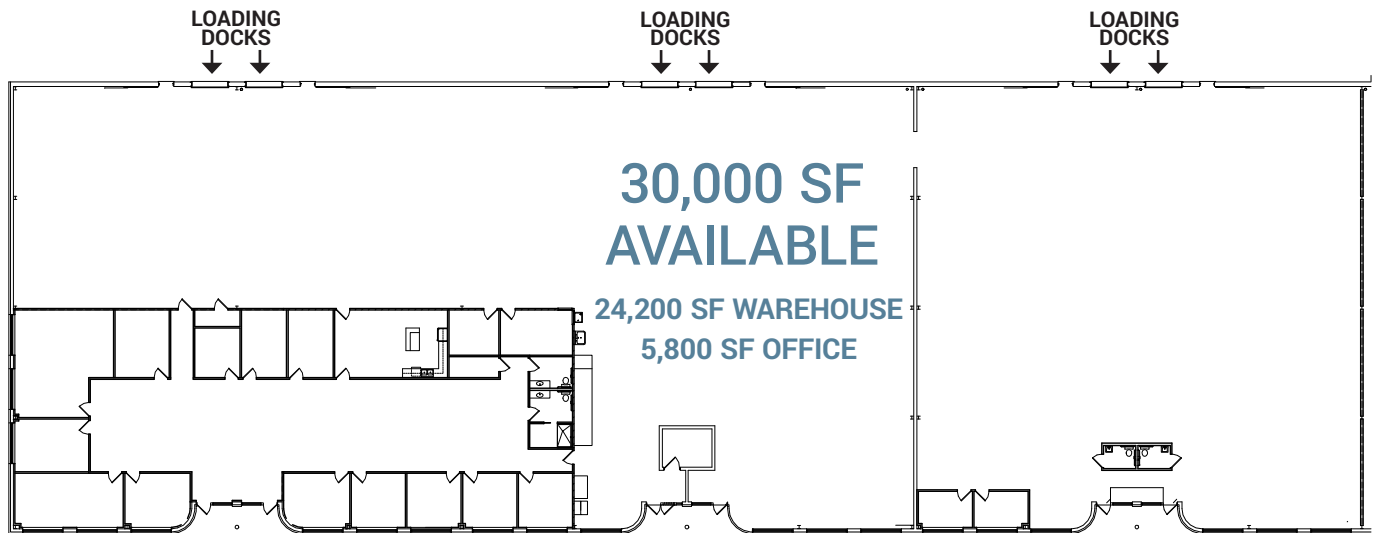 LOADING
DOCKS
LOADING
DOCKS
LOADING
DOCKS
30,000 SF
AVAILABLE
24,200 SF WAREHOUSE
5,800 SF OFFICE